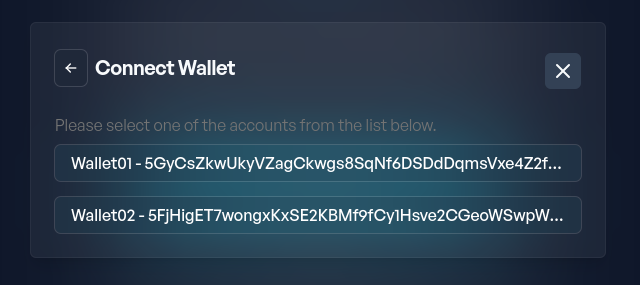 Connect Wallet
Please select one of the accounts from the list below.
Wallet01 - 5GyCsZkwUkyVZagCkwgs8SqNf6DSDdDqmsVxe4Z2f...
Wallet02 - 5FjHigET7wongxKxSE2KBMf9fCy1Hsve2CGeoWSwpW...